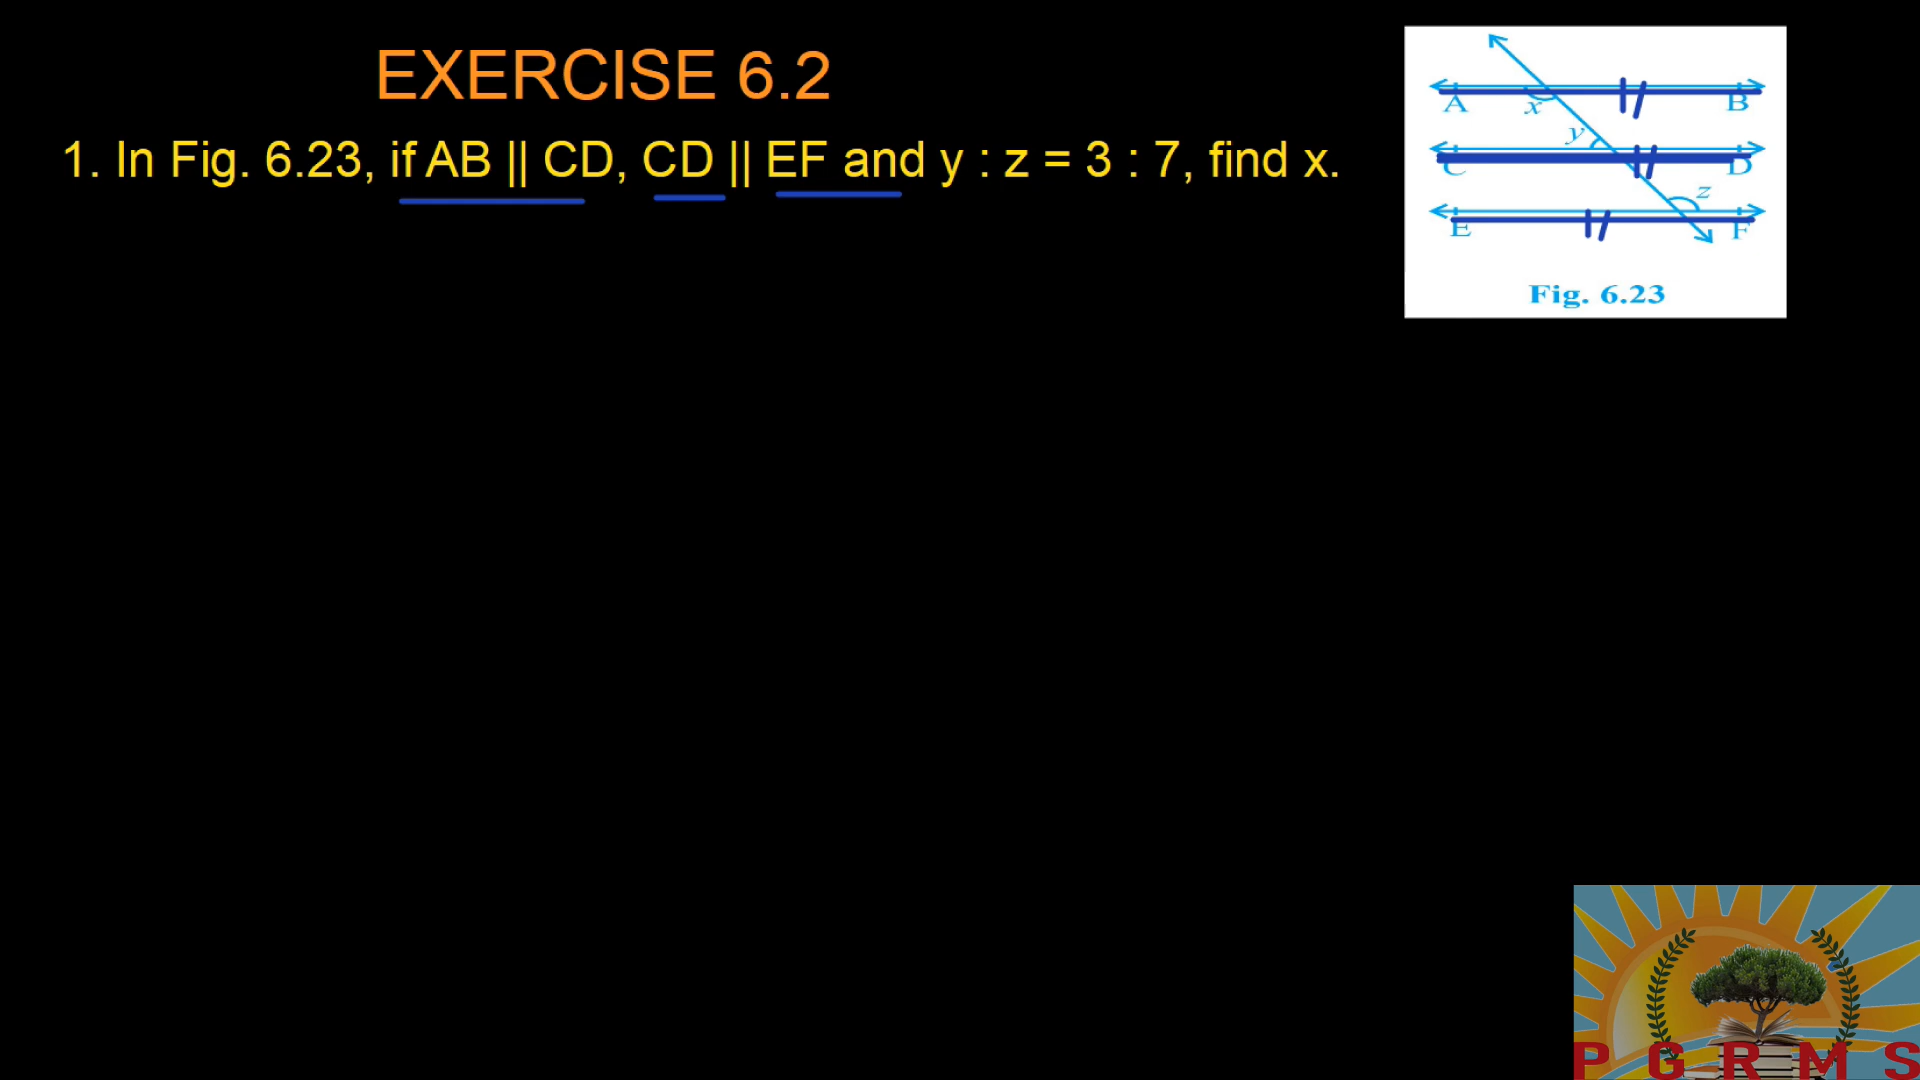 EXERCISE 6.2
1. In Fig. 6.23, if AB || CD, CD || EF and y : z = 3 : 7, find x.
A x B
y
C D
z
E F
Fig. 6.23
P G R M S